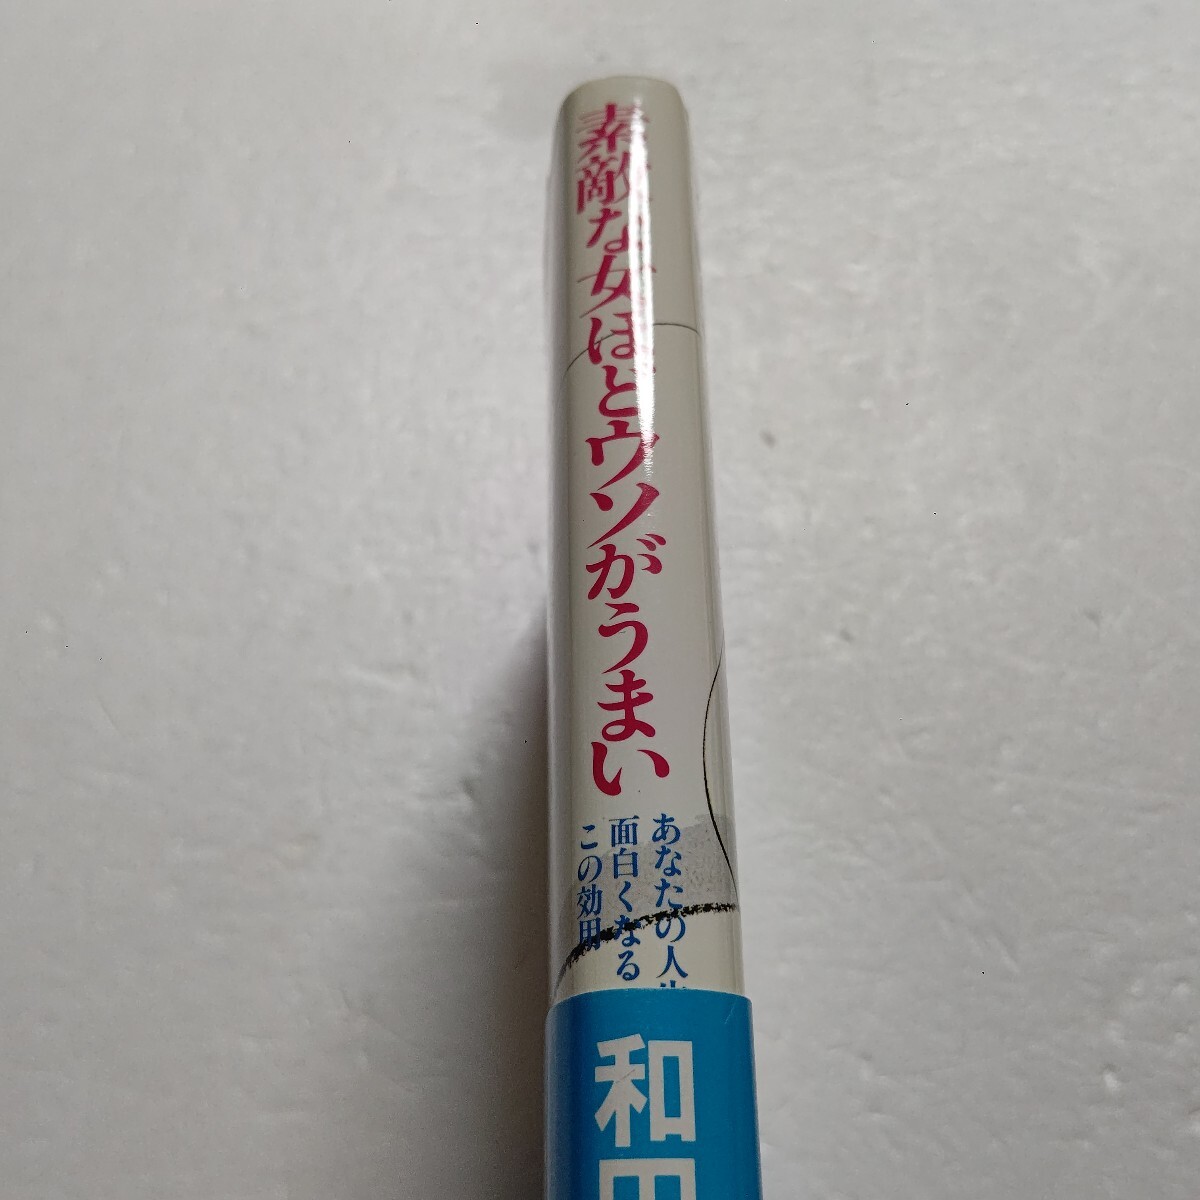 素敵な女ほどウソがうまい
あなたの人
面白くなる
この効用
和